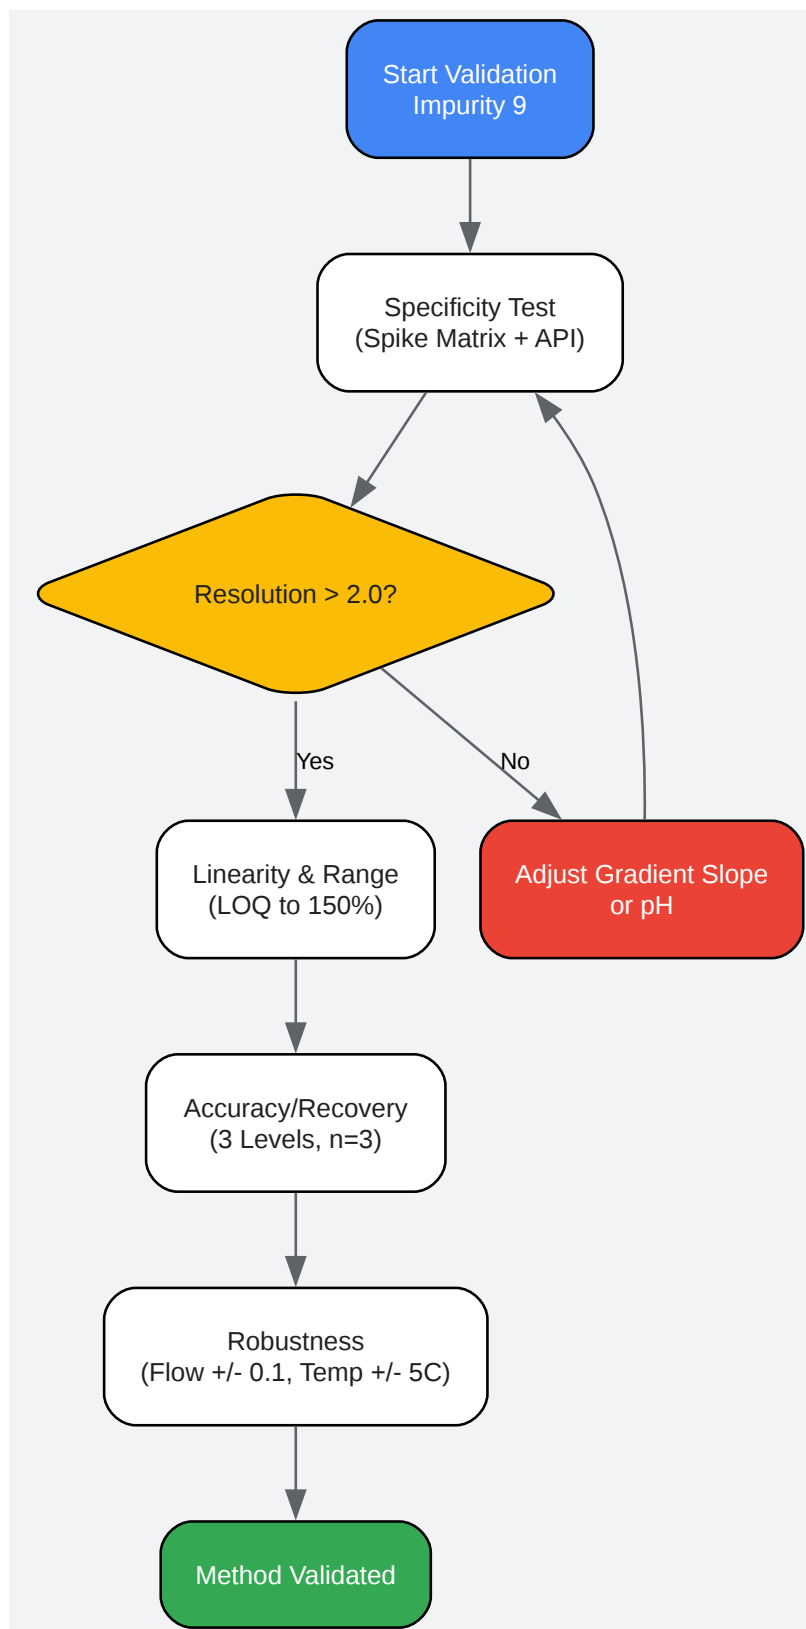 Start Validation
Impurity 9
Specificity Test
(Spike Matrix + API)
Resolution > 2.0?
Yes
No
Linearity & Range
(LOQ to 150%)
Adjust Gradient Slope
or pH
Accuracy/Recovery
(3 Levels, n=3)
Robustness
(Flow +/- 0.1, Temp +/- 5C)
Method Validated